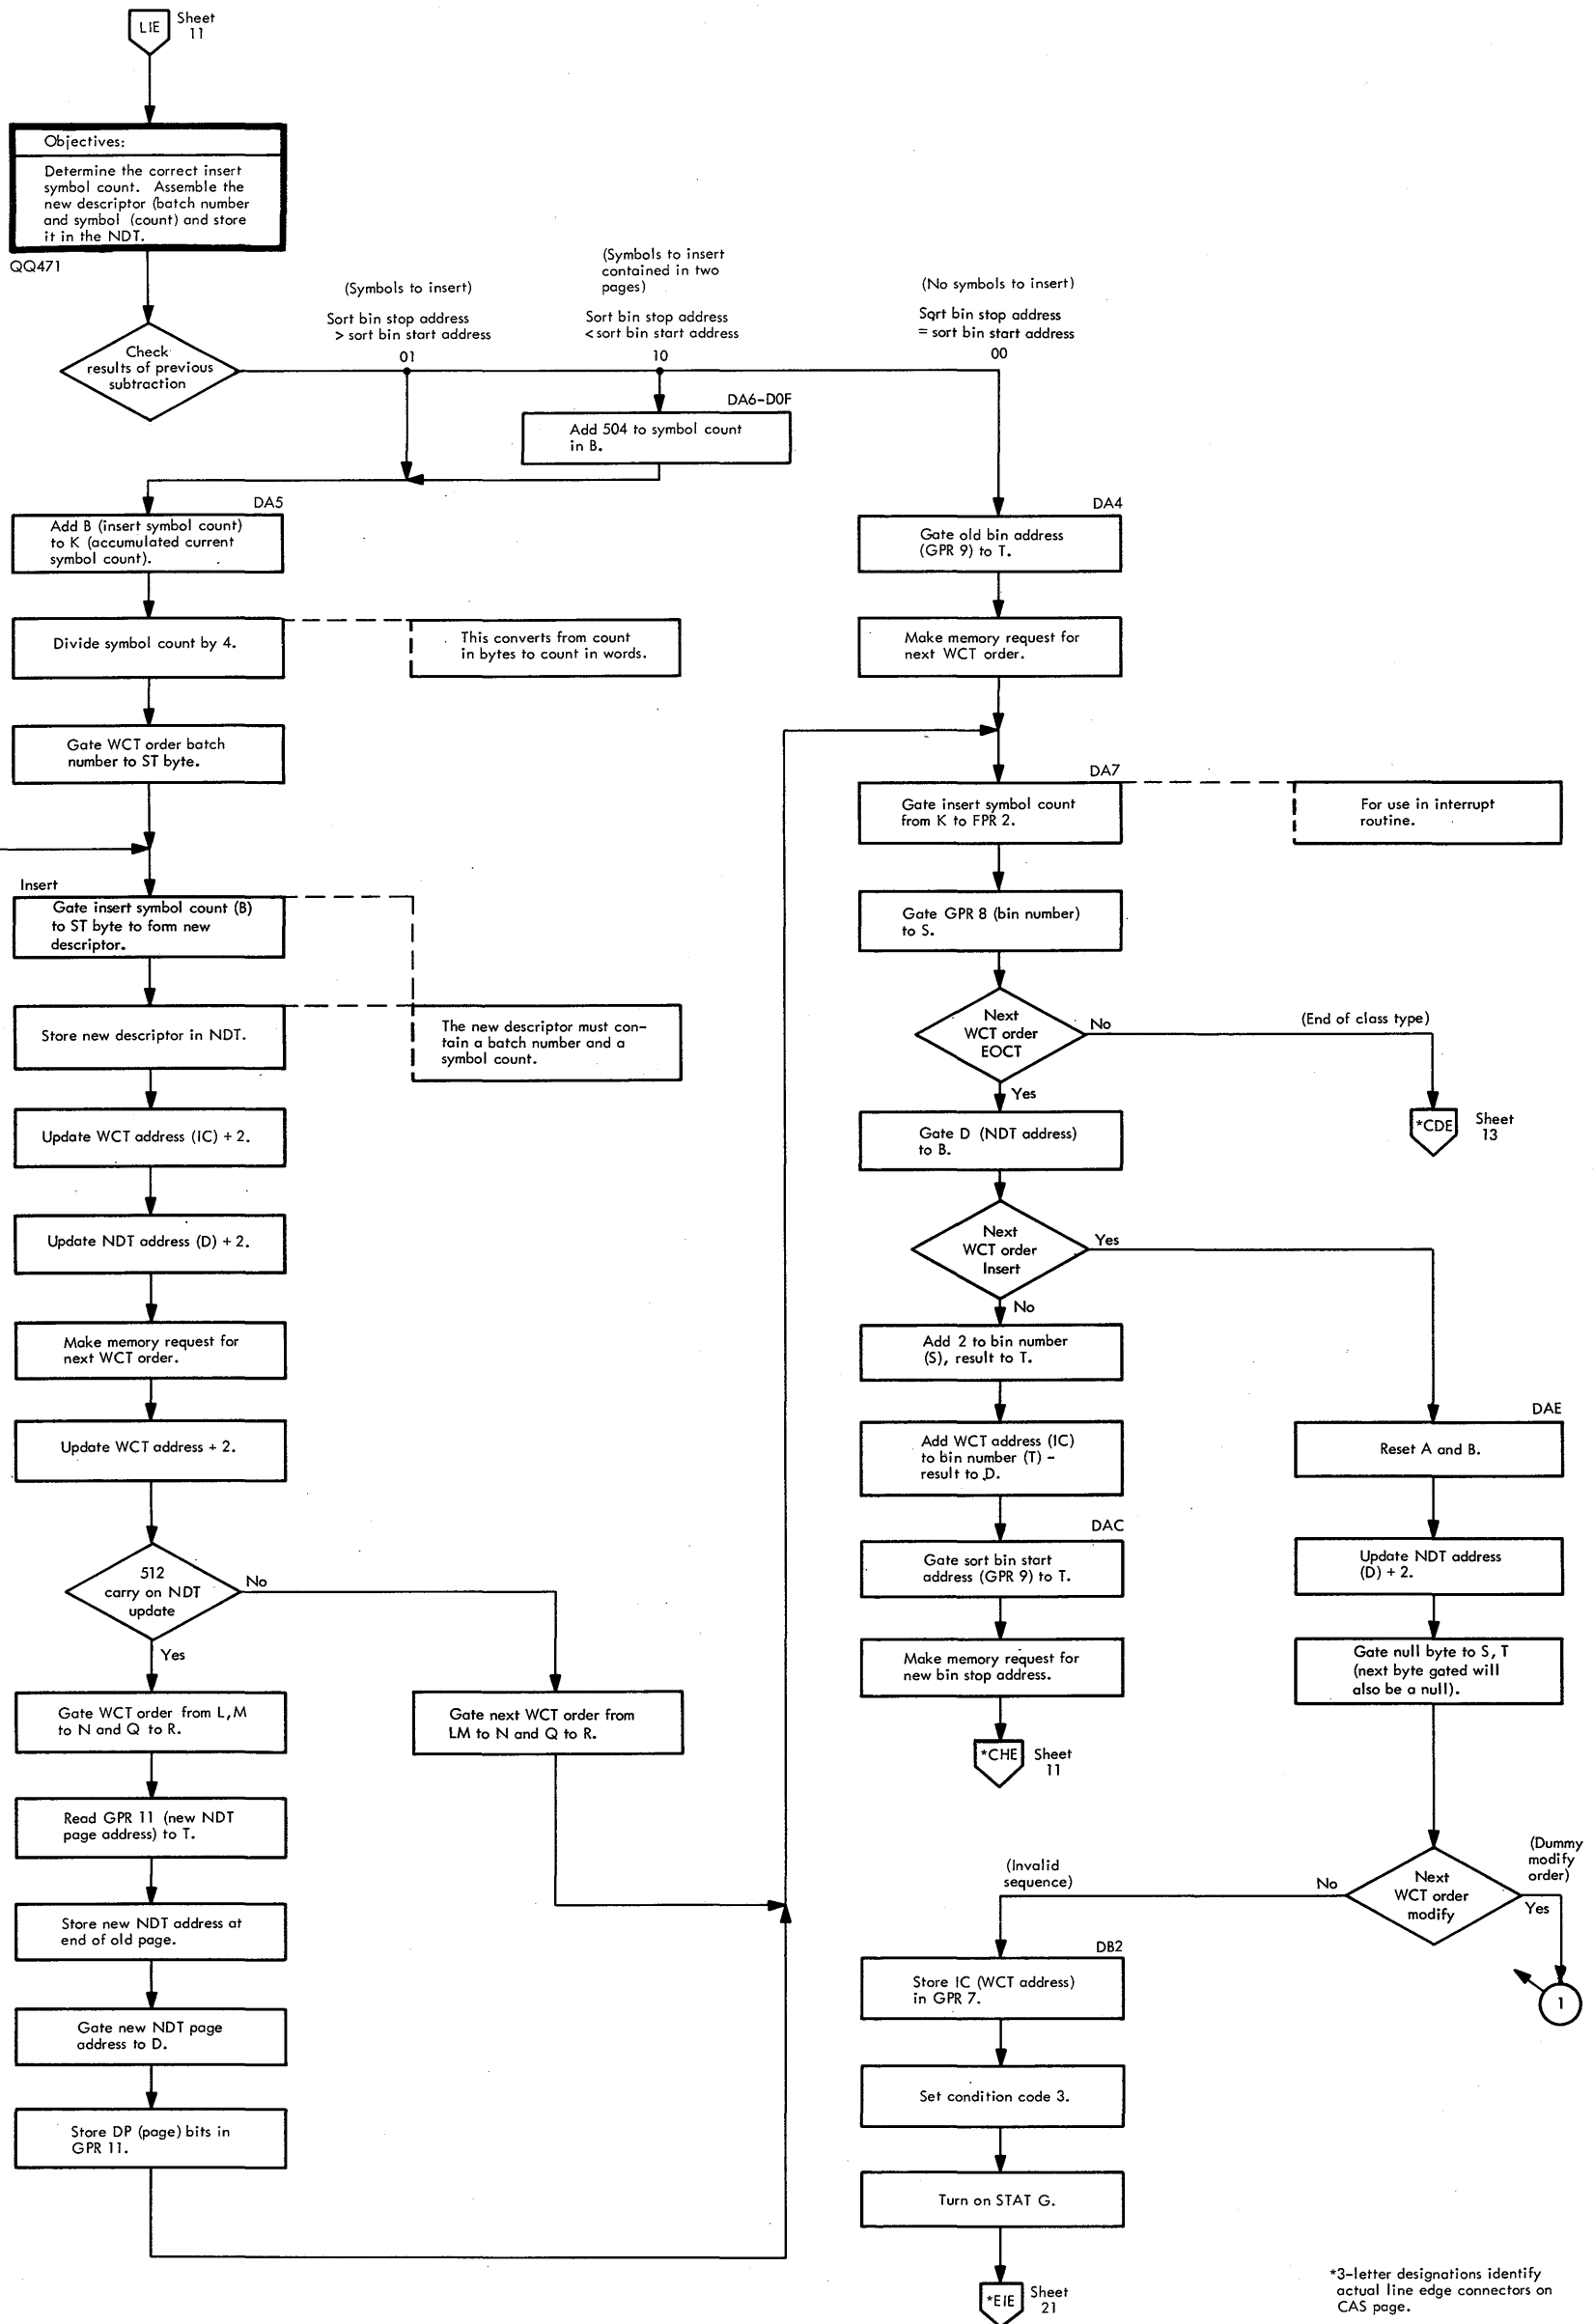 LIE
Sheet
11
Objectives:
Determine the correct insert
symbol count. Assemble the
new descriptor (batch number
and symbol (count) and store
it in the NDT.
QQ471
Check
results of previous
subtraction
(Symbols to insert)
Sort bin stop address
> sort bin start address
01
(Symbols to insert
contained in two
pages)
Sort bin stop address
< sort bin start address
10
(No symbols to insert)
Sort bin stop address
= sort bin start address
00
DA6-D0F
Add 504 to symbol count
in B.
DA5
Add B (insert symbol count)
to K (accumulated current
symbol count).
Divide symbol count by 4.
This converts from count
in bytes to count in words.
Gate WCT order batch
number to ST byte.
Insert
Gate insert symbol count (B)
to ST byte to form new
descriptor.
Store new descriptor in NDT.
The new descriptor must con-
tain a batch number and a
symbol count.
Update WCT address (IC) + 2.
Update NDT address (D) + 2.
Make memory request for
next WCT order.
Update WCT address + 2.
512
carry on NDT
update
No
Yes
Gate WCT order from L,M
to N and Q to R.
Gate next WCT order from
LM to N and Q to R.
Read GPR 11 (new NDT
page address) to T.
Store new NDT address at
end of old page.
Gate new NDT page
address to D.
Store DP (page) bits in
GPR 11.
DA4
Gate old bin address
(GPR 9) to T.
Make memory request for
next WCT order.
DA7
Gate insert symbol count
from K to FPR 2.
For use in interrupt
routine.
Gate GPR 8 (bin number)
to S.
Next
WCT order
EOCT
No
(End of class type)
Yes
*CDE
Sheet
13
Gate D (NDT address)
to B.
Next
WCT order
Insert
Yes
No
Add 2 to bin number
(S), result to T.
Add WCT address (IC)
to bin number (T) -
result to D.
DAC
Gate sort bin start
address (GPR 9) to T.
Make memory request for
new bin stop address.
*CHE
Sheet
11
DAE
Reset A and B.
Update NDT address
(D) + 2.
Gate null byte to S, T
(next byte gated will
also be a null).
(Invalid
sequence)
No
Next
WCT order
modify
(Dummy
modify
order)
Yes
1
DB2
Store IC (WCT address)
in GPR 7.
Set condition code 3.
Turn on STAT G.
*EIE
Sheet
21
*3-letter designations identify
actual line edge connectors on
CAS page.